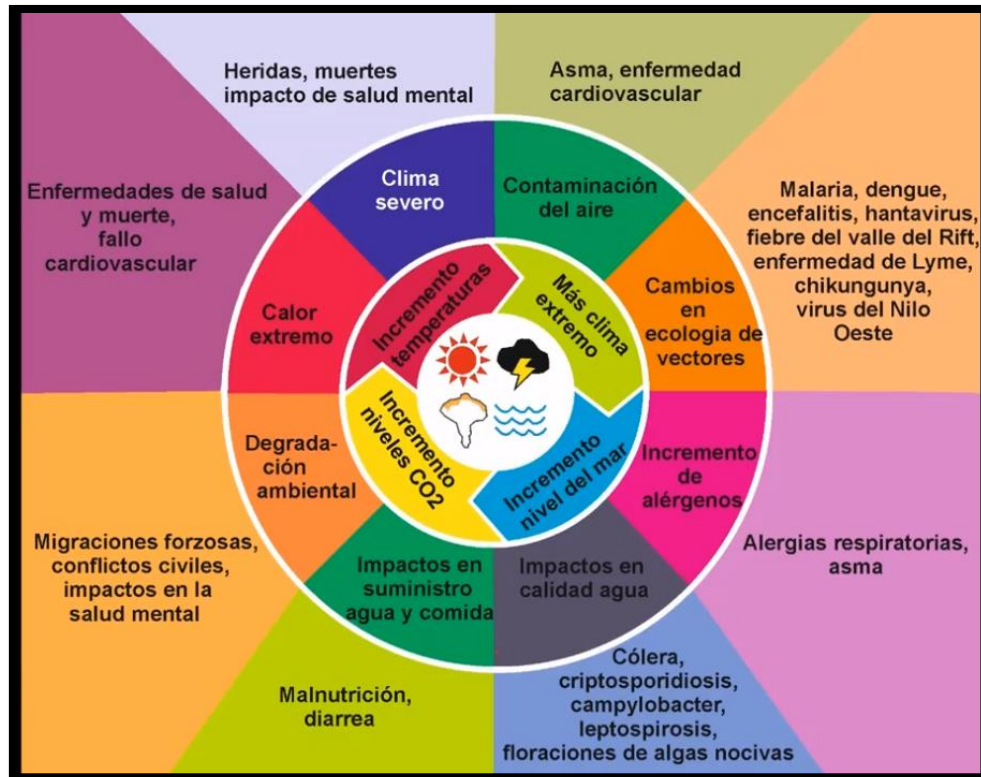 Heridas, muertes
impacto de salud mental
Asma, enfermedad
cardiovascular
Enfermedades de salud
y muerte,
fallo
cardiovascular
Clima
severo
Contaminación
del aire
Malaria, dengue,
encefalitis, hantavirus,
fiebre del valle del Rift,
enfermedad de Lyme,
chikungunya,
virus del Nilo
Oeste
Calor
extremo
Incremento
temperaturas
Más clima
extremo
Cambios
en
ecologia de
vectores
Degrada-
ción
ambiental
Incremento
niveles CO2
Incremento
nivel del mar
Incremento
de
alérgenos
Migraciones forzosas,
conflictos civiles,
impactos en la
salud mental
Impactos en
suministro
agua y comida
Impactos en
calidad agua
Alergias respiratorias,
asma
Malnutrición,
diarrea
Cólera,
criptosporidiosis,
campylobacter,
leptospirosis,
floraciones de algas nocivas